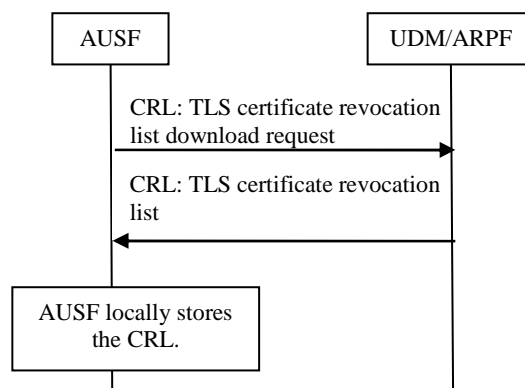 AUSF
UDM/ARPF
CRL: TLS certificate revocation
list download request
CRL: TLS certificate revocation
list
AUSF locally stores
the CRL.